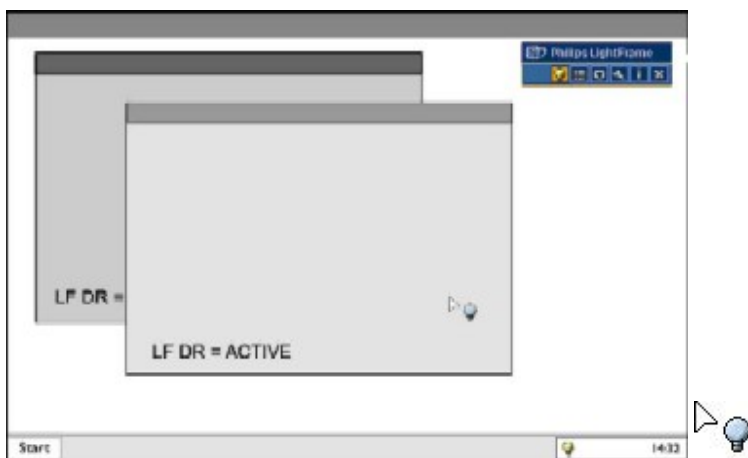 Philips LightFrame
LF DR =
LF DR = ACTIVE
Start
14:32